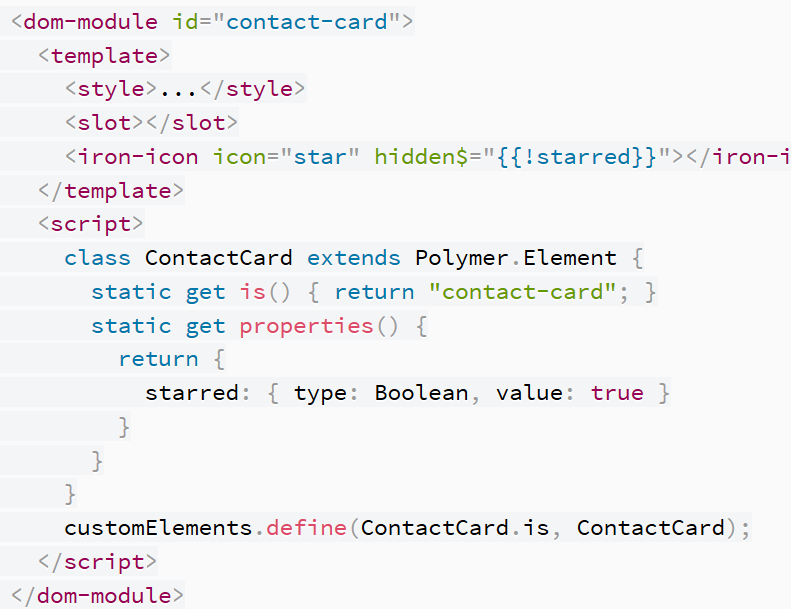 <dom-module id="contact-card">
  <template>
    <style>...</style>
    <slot></slot>
    <iron-icon icon="star" hidden$="{{!starred}}"></iron-i
  </template>
  <script>
    class ContactCard extends Polymer.Element {
      static get is() { return "contact-card"; }
      static get properties() {
        return {
          starred: { type: Boolean, value: true }
        }
      }
    }
    customElements.define(ContactCard.is, ContactCard);
  </script>
</dom-module>